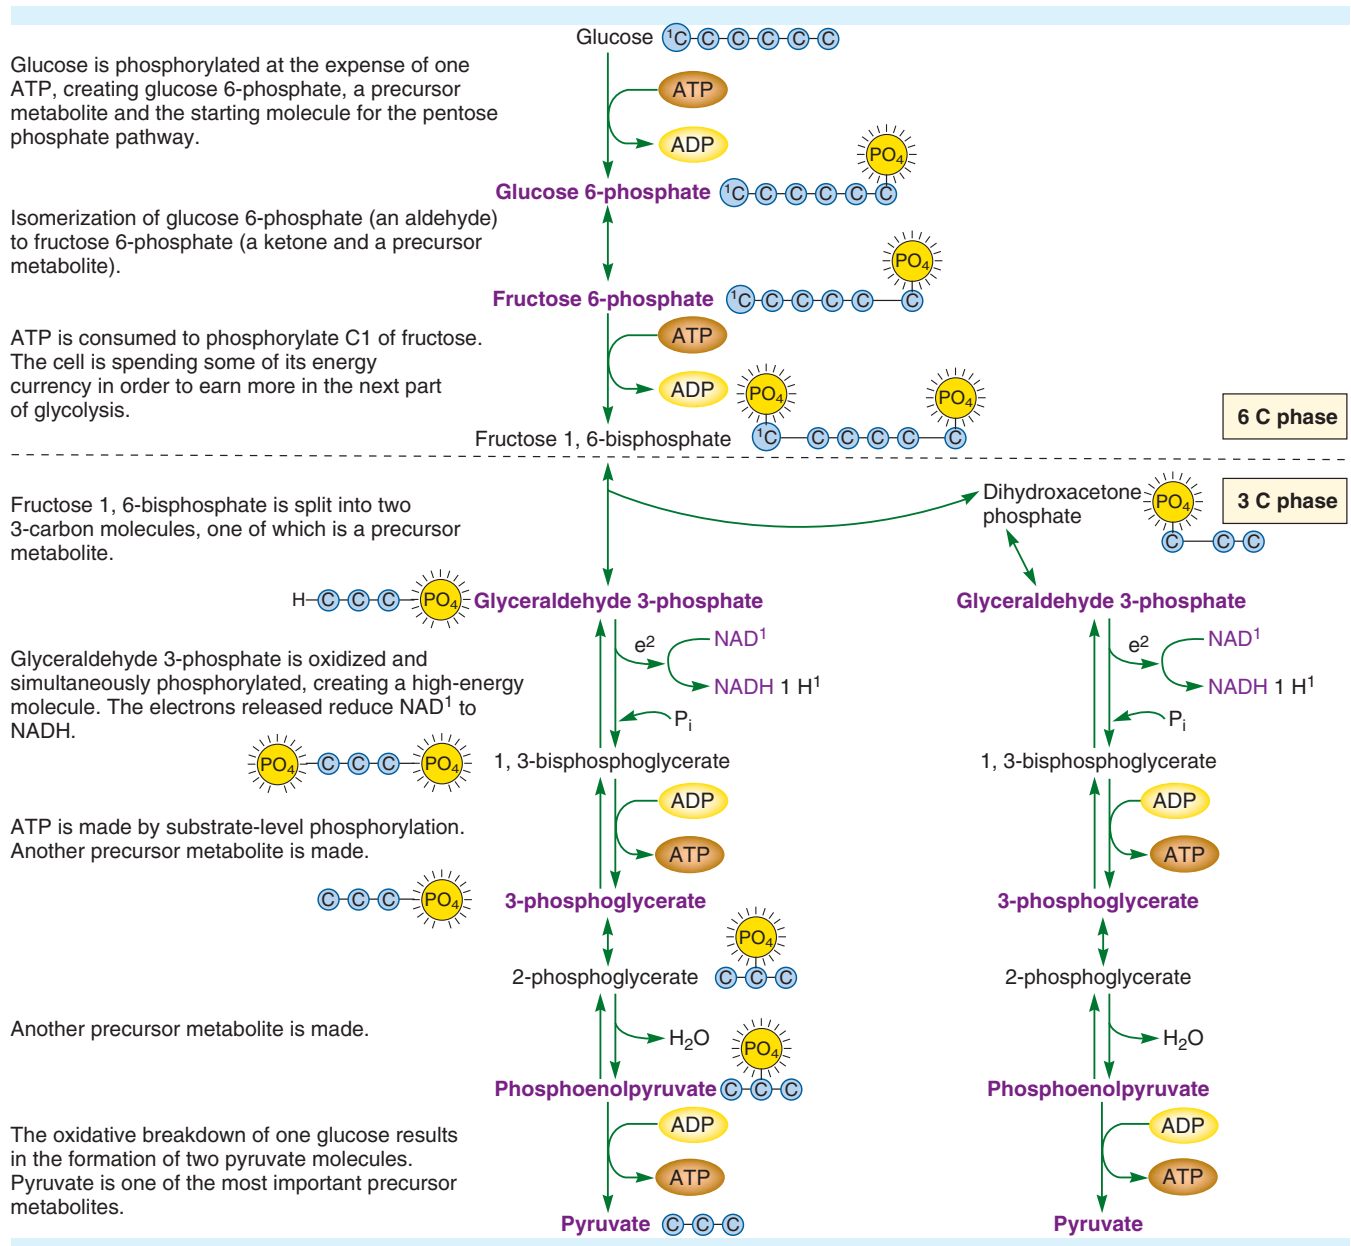 Glucose ¹C C C C C C
Glucose is phosphorylated at the expense of one
ATP, creating glucose 6-phosphate, a precursor
metabolite and the starting molecule for the pentose
phosphate pathway.
ATP
ADP
PO₄
Glucose 6-phosphate ¹C C C C C C
Isomerization of glucose 6-phosphate (an aldehyde)
to fructose 6-phosphate (a ketone and a precursor
metabolite).
PO₄
Fructose 6-phosphate ¹C C C C C C
ATP is consumed to phosphorylate C1 of fructose.
The cell is spending some of its energy
currency in order to earn more in the next part
of glycolysis.
ATP
ADP
PO₄ PO₄
Fructose 1, 6-bisphosphate ¹C C C C C C
6 C phase
3 C phase
Fructose 1, 6-bisphosphate is split into two
3-carbon molecules, one of which is a precursor
metabolite.
Dihydroxacetone
phosphate
PO₄
C C C
H C C C PO₄ Glyceraldehyde 3-phosphate
Glyceraldehyde 3-phosphate
Glyceraldehyde 3-phosphate is oxidized and
simultaneously phosphorylated, creating a high-energy
molecule. The electrons released reduce NAD¹ to
NADH.
e² NAD¹
NADH 1 H¹
Pᵢ
e² NAD¹
NADH 1 H¹
Pᵢ
PO₄ C C C PO₄ 1, 3-bisphosphoglycerate
1, 3-bisphosphoglycerate
ATP is made by substrate-level phosphorylation.
Another precursor metabolite is made.
ADP
ATP
ADP
ATP
C C C PO₄ 3-phosphoglycerate
3-phosphoglycerate
PO₄
2-phosphoglycerate C C C
2-phosphoglycerate
Another precursor metabolite is made.
H₂O
PO₄
H₂O
Phosphoenolpyruvate C C C
Phosphoenolpyruvate
The oxidative breakdown of one glucose results
in the formation of two pyruvate molecules.
Pyruvate is one of the most important precursor
metabolites.
ADP
ATP
ADP
ATP
Pyruvate C C C
Pyruvate